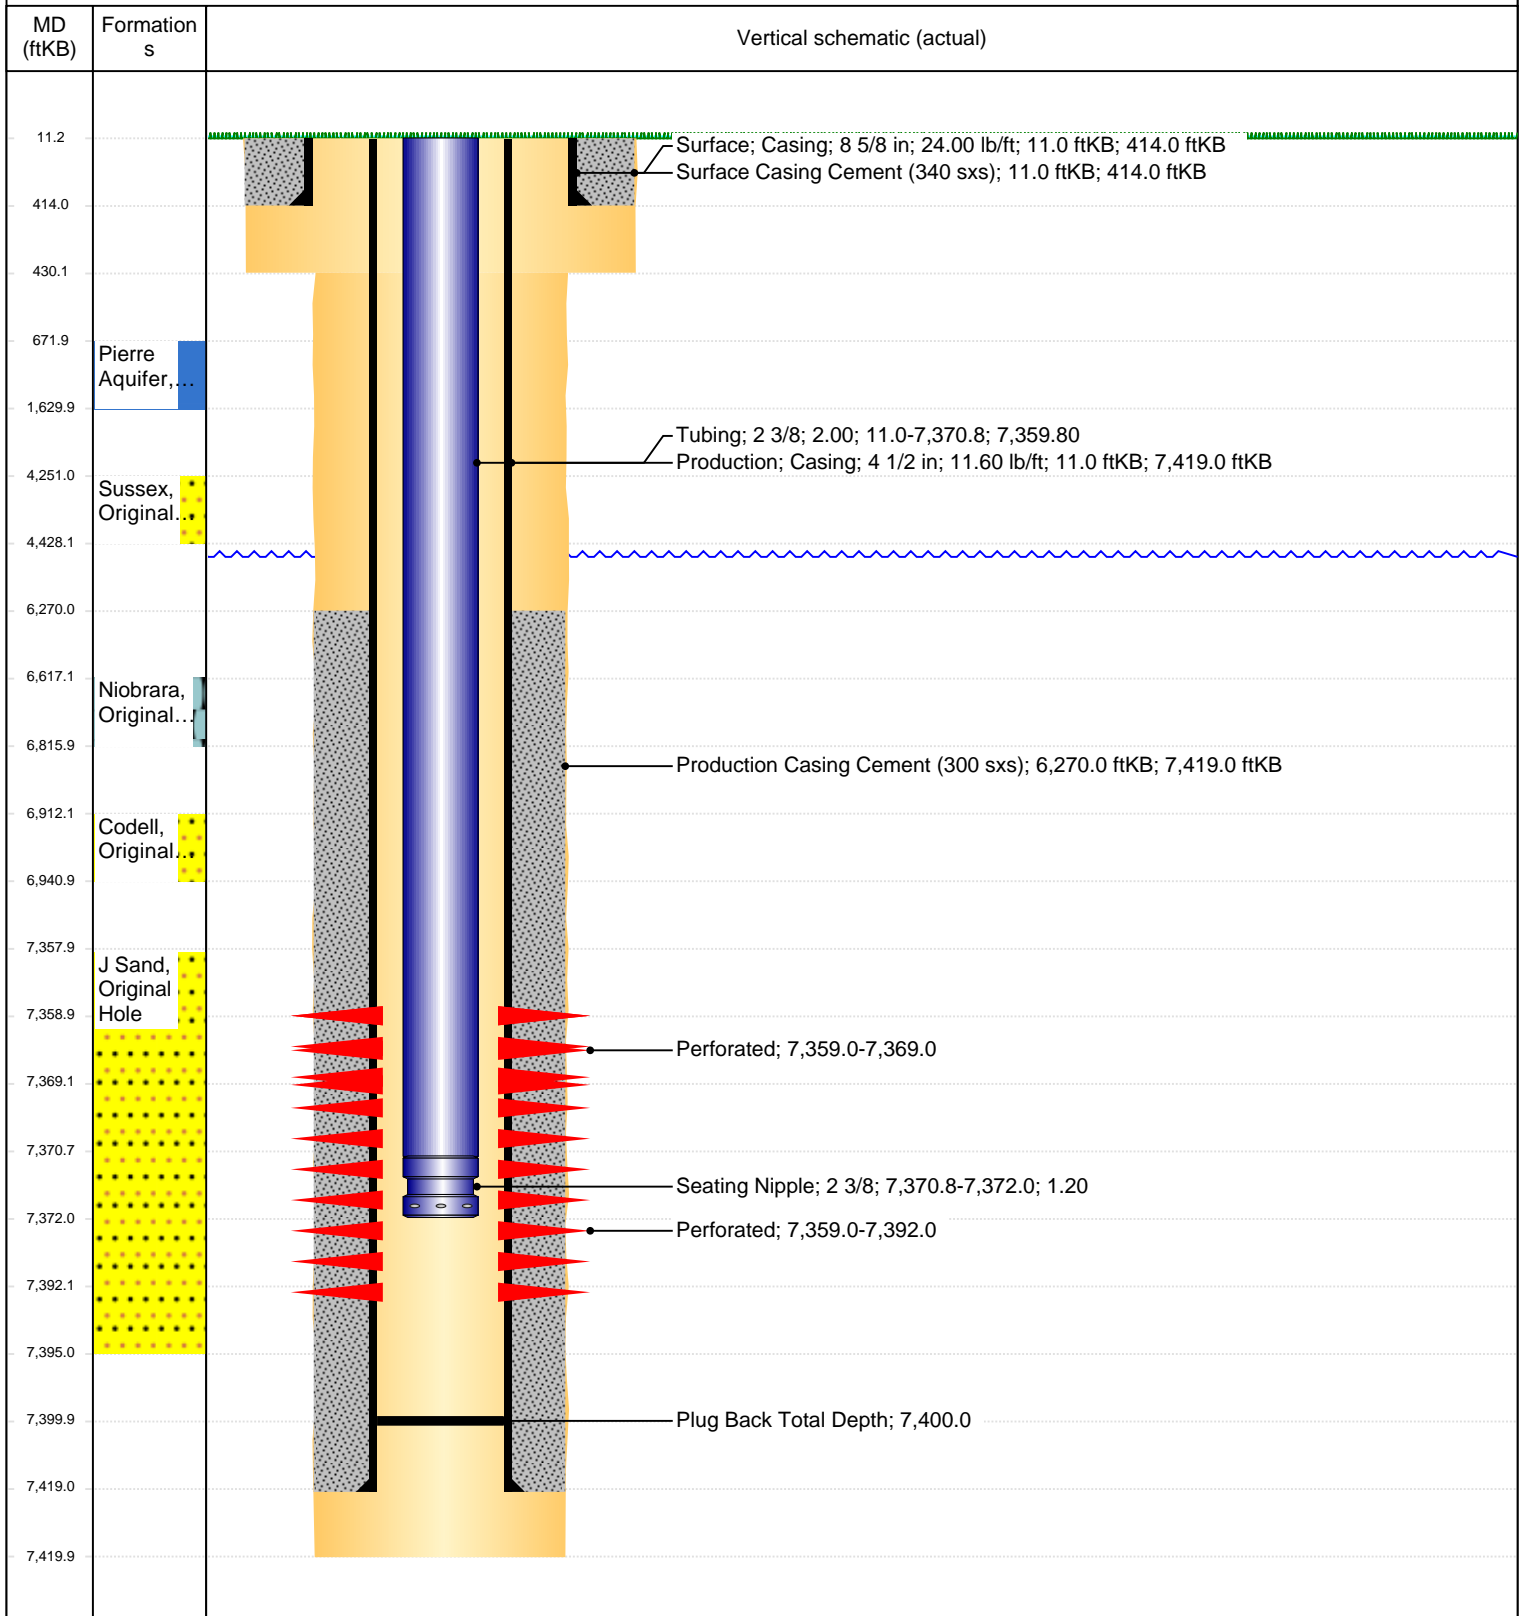 MD
(ftKB)
Formation
s
Vertical schematic (actual)
11.2
Surface; Casing; 8 5/8 in; 24.00 lb/ft; 11.0 ftKB; 414.0 ftKB
Surface Casing Cement (340 sxs); 11.0 ftKB; 414.0 ftKB
414.0
430.1
671.9
Pierre
Aquifer,...
1,629.9
Tubing; 2 3/8; 2.00; 11.0-7,370.8; 7,359.80
Production; Casing; 4 1/2 in; 11.60 lb/ft; 11.0 ftKB; 7,419.0 ftKB
4,251.0
Sussex,
Original...
4,428.1
6,270.0
6,617.1
Niobrara,
Original...
6,815.9
Production Casing Cement (300 sxs); 6,270.0 ftKB; 7,419.0 ftKB
6,912.1
Codell,
Original...
6,940.9
7,357.9
J Sand,
Original
Hole
7,358.9
Perforated; 7,359.0-7,369.0
7,369.1
7,370.7
Seating Nipple; 2 3/8; 7,370.8-7,372.0; 1.20
7,372.0
Perforated; 7,359.0-7,392.0
7,392.1
7,395.0
7,399.9
Plug Back Total Depth; 7,400.0
7,419.0
7,419.9